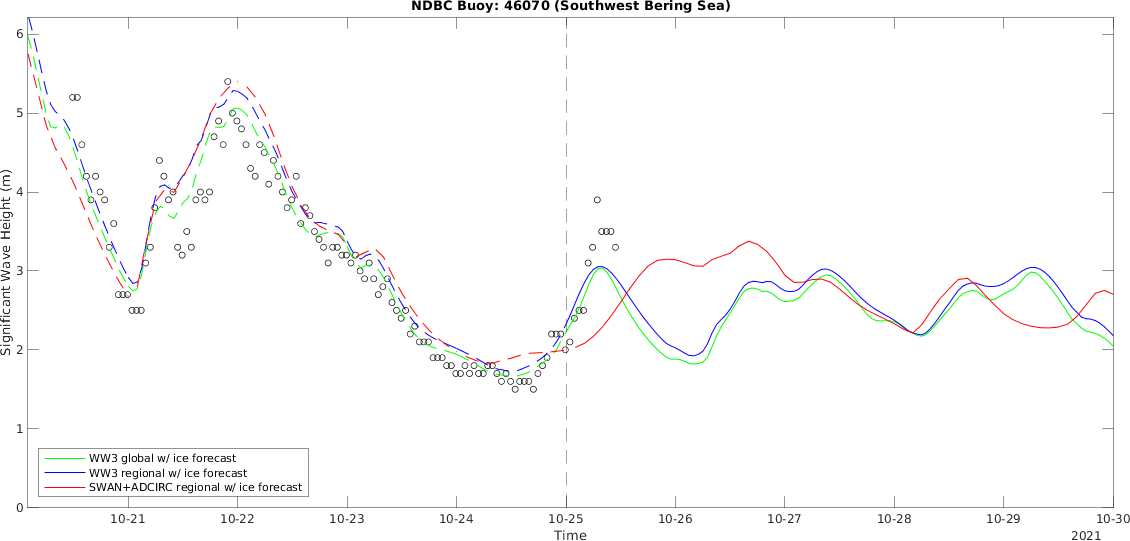 NDBC Buoy: 46070 (Southwest Bering Sea)
Significant Wave Height (m)
6
5
4
3
2
1
0
WW3 global w/ ice forecast
WW3 regional w/ ice forecast
SWAN+ADCIRC regional w/ ice forecast
10-21 10-22 10-23 10-24 10-25 10-26 10-27 10-28 10-29 10-30
Time
2021